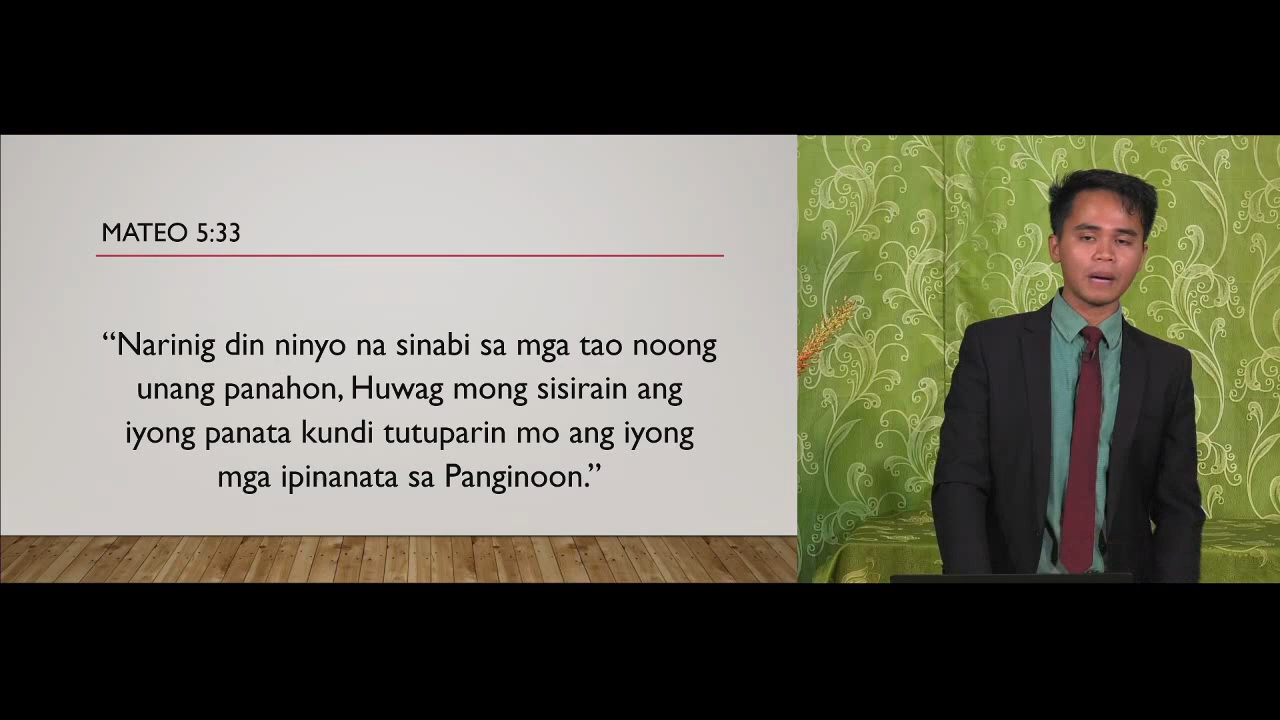 MATEO 5:33
“Narinig din ninyo na sinabi sa mga tao noong
unang panahon, Huwag mong sisirain ang
iyong panata kundi tutuparin mo ang iyong
mga ipinanata sa Panginoon.”